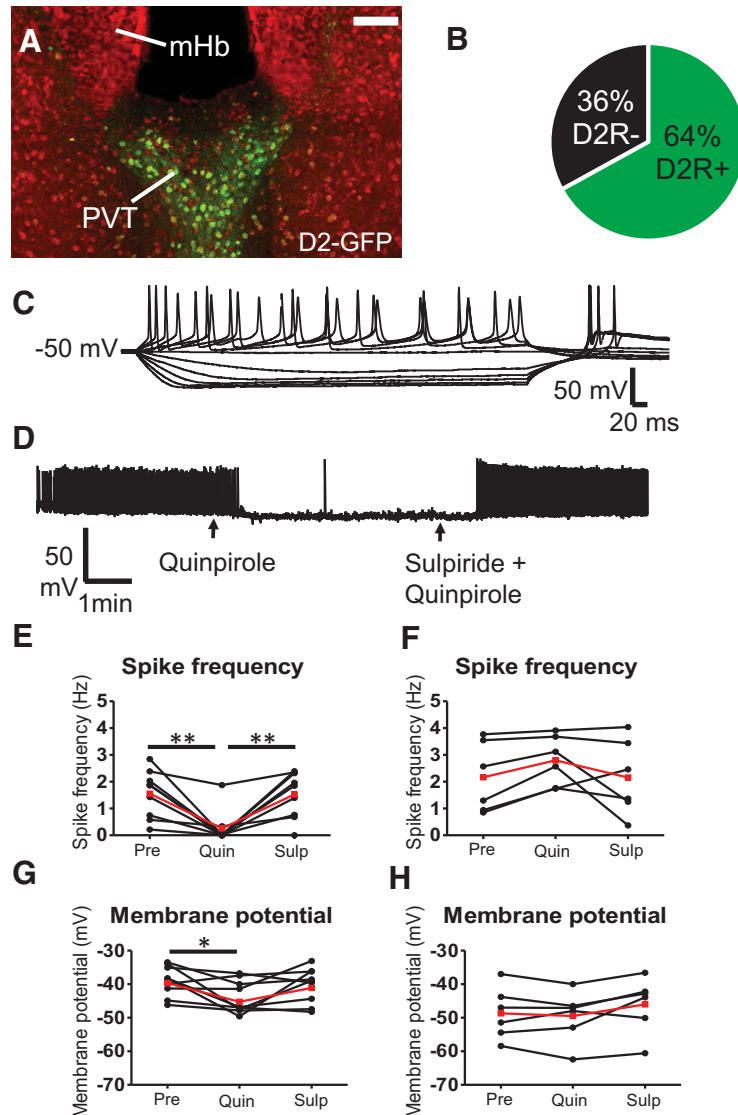 A
mHb
PVT
D2-GFP
B
36%
D2R-
64%
D2R+
C
-50 mV
50 mV
20 ms
D
50
mV
1min
Quinpirole
Sulpiride +
Quinpirole
E
Spike frequency
Spike frequency (Hz)
5
4
3
2
1
0
**
**
Pre
Quin
Sulp
F
Spike frequency
Spike frequency (Hz)
5
4
3
2
1
0
Pre
Quin
Sulp
G
Membrane potential
Membrane potential (mV)
-30
-40
-50
-60
-70
*
Pre
Quin
Sulp
H
Membrane potential
Membrane potential (mV)
-30
-40
-50
-60
-70
Pre
Quin
Sulp